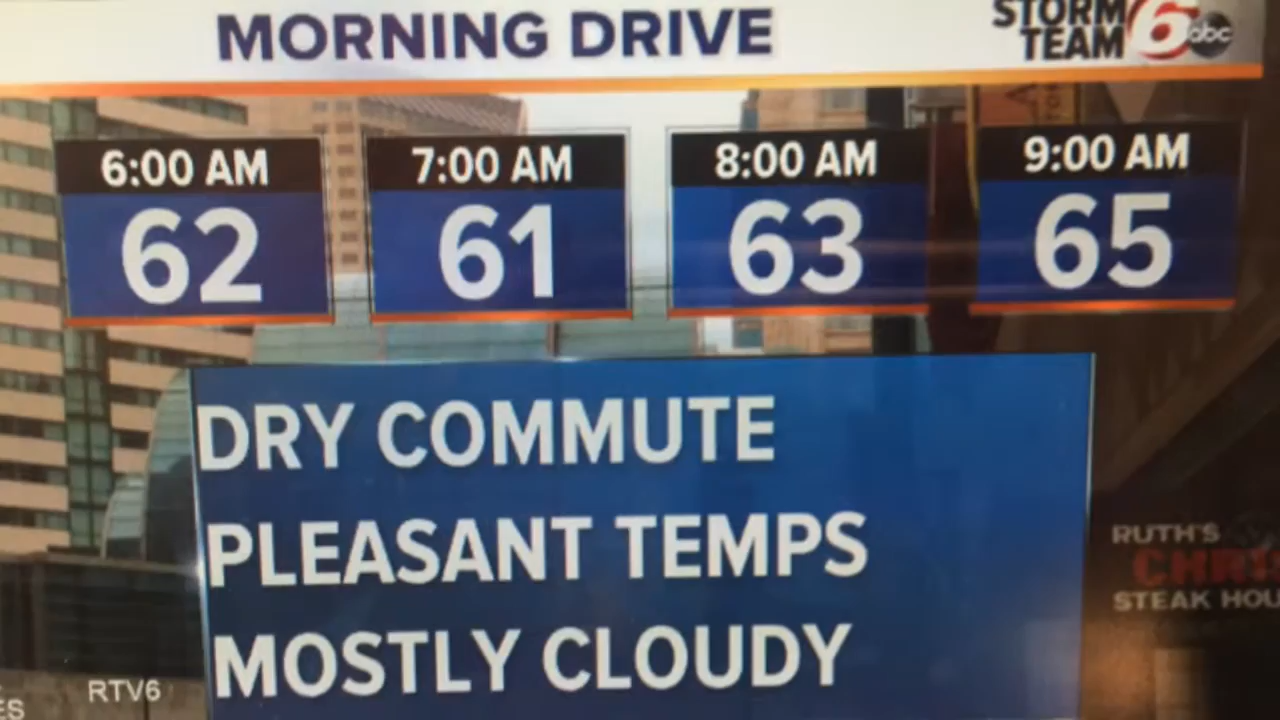 MORNING DRIVE
STORM
TEAM 6 abc
6:00 AM
62
7:00 AM
61
8:00 AM
63
9:00 AM
65
DRY COMMUTE
PLEASANT TEMPS
MOSTLY CLOUDY
RUTH'S
STEAK
RTV6